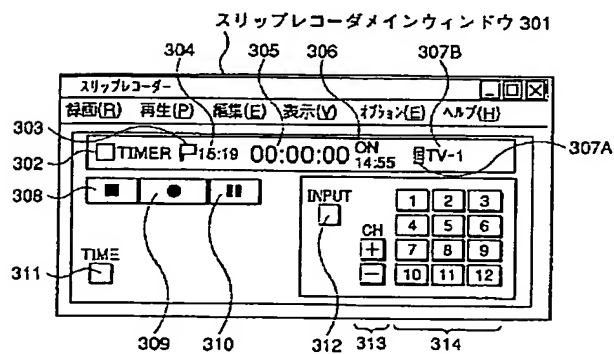 スリップレコーダメインウィンドウ 301
304 305 306 307B
スリップレコーダー
録画(R) 再生(P) 編集(E) 表示(V) オプション(E) ヘルプ(H)
303
302
TIMER 15:19 00:00:00 ON 14:55 TV-1
307A
308
INPUT
1 2 3
CH
4 5 6
+ 7 8 9
− 10 11 12
TIME
311
309 310 312 313 314